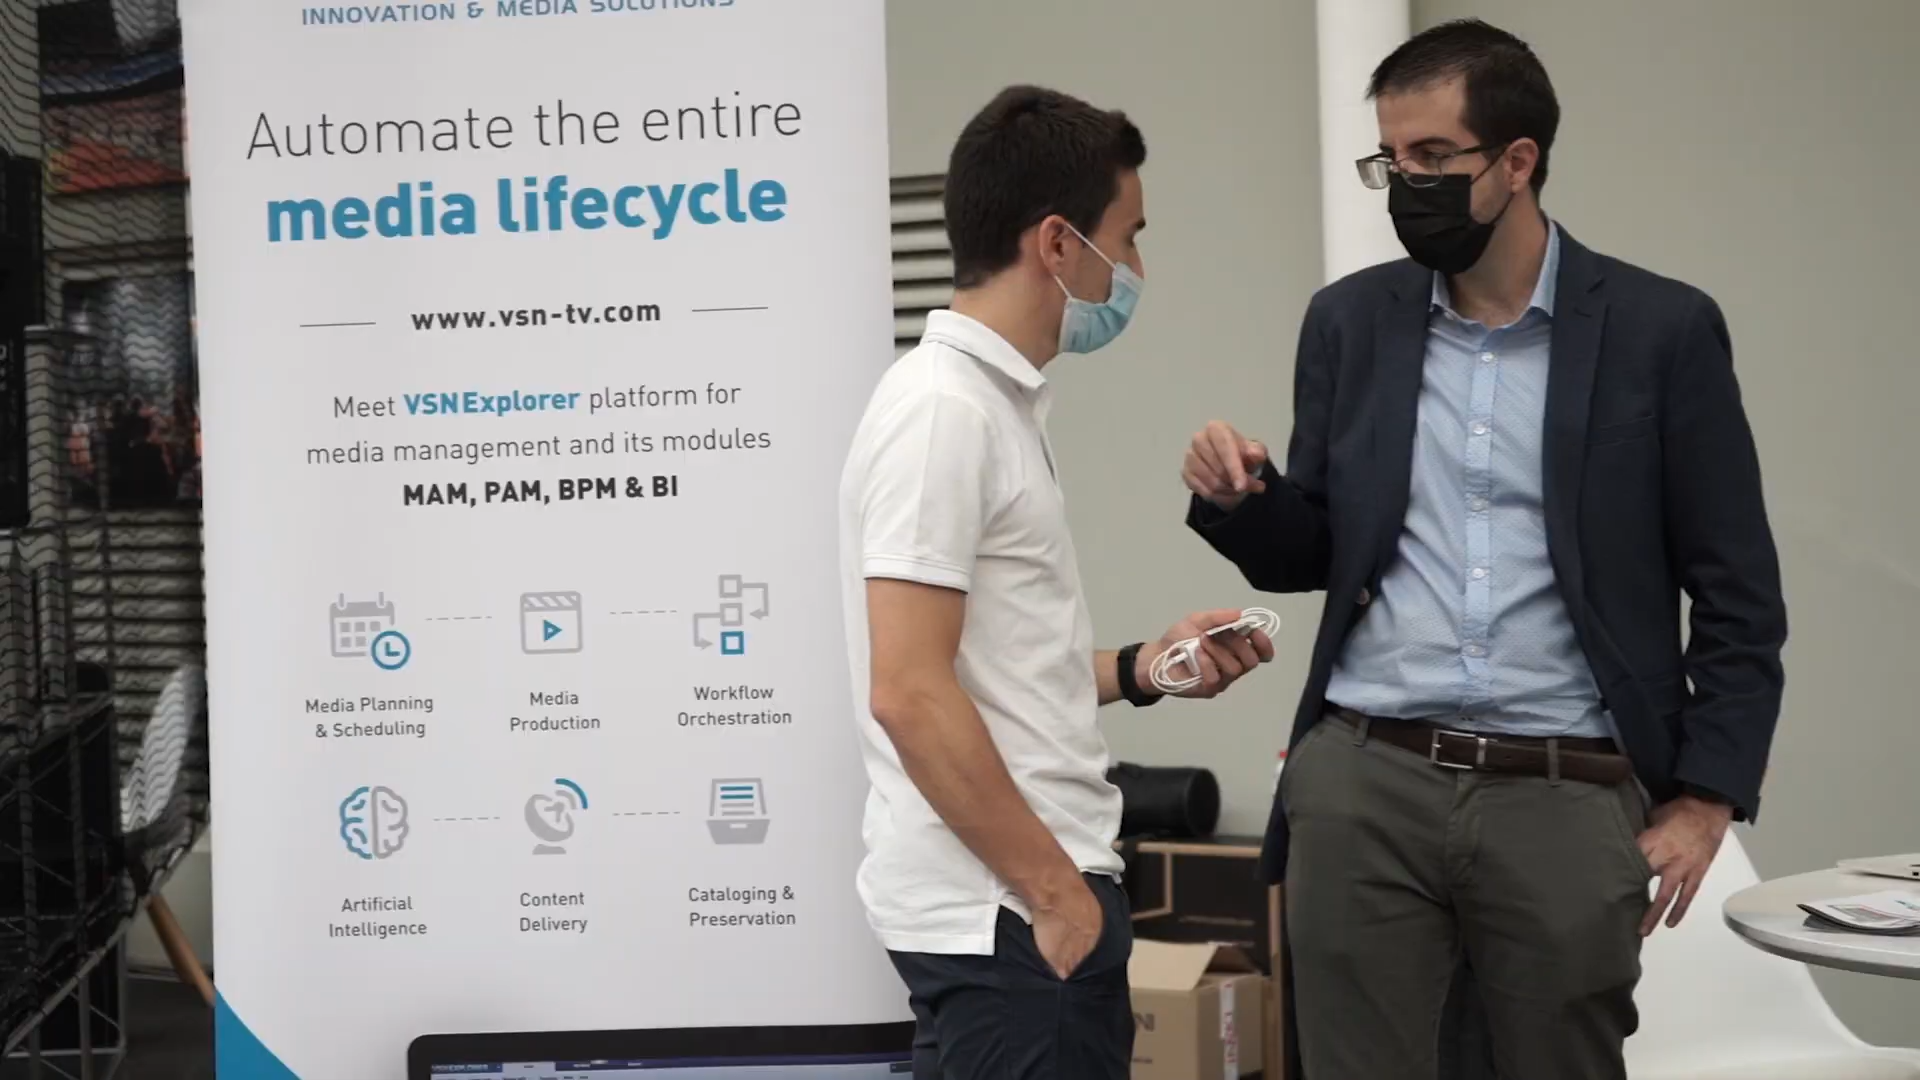 INNOVATION & MEDIA SOLUTIONS
Automate the entire
media lifecycle
www.vsn-tv.com
Meet VSNExplorer platform for
media management and its modules
MAM, PAM, BPM & BI
Media Planning
& Scheduling
Media
Production
Workflow
Orchestration
Artificial
Intelligence
Content
Delivery
Cataloging &
Preservation